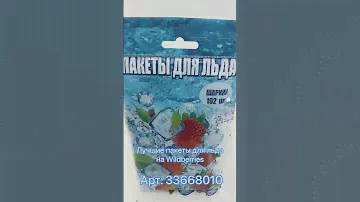 ПАКЕТЫ ДЛЯ ЛЬДА
ШАРИКИ
192 шт
Лучшие пакеты для льда
на Wildberries
Арт: 33668010